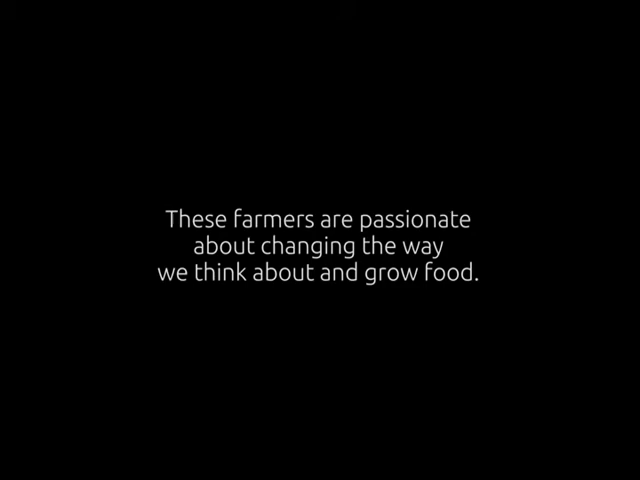 These farmers are passionate
about changing the way
we think about and grow food.